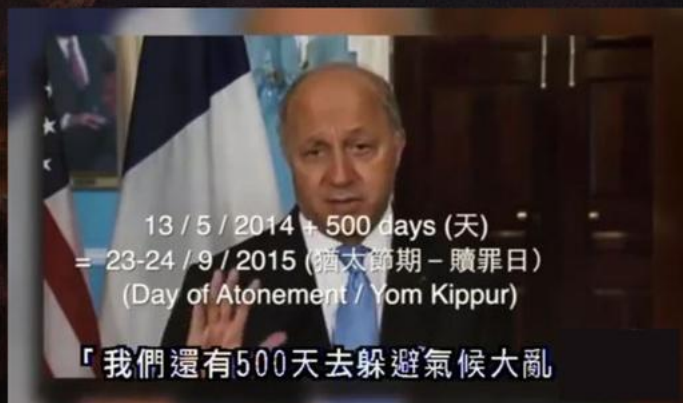 13 / 5 / 2014 + 500 days (天)
= 23-24 / 9 / 2015 (猶太節期 – 贖罪日)
(Day of Atonement / Yom Kippur)
「我們還有500天去躲避氣候大亂